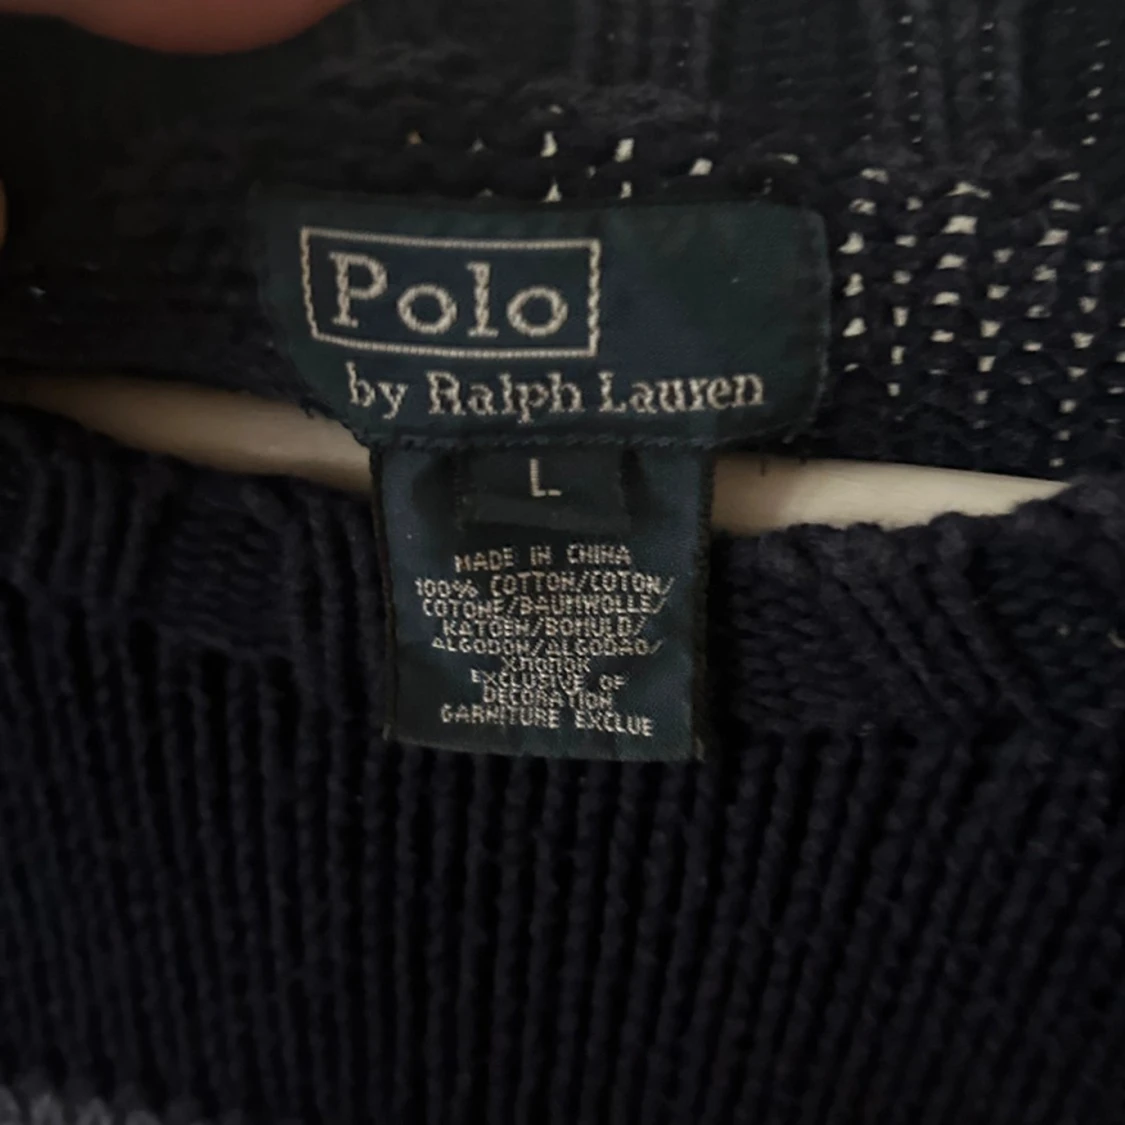 Polo
by Ralph Lauren
L
MADE IN CHINA
100% COTTON/COTON/
COTONE/BAUMWOLLE/
KATOEN/BOMULD/
ALGODON/ALGODAO/
ХЛОПОК
EXCLUSIVE OF
DECORATION
GARNITURE EXCLUE